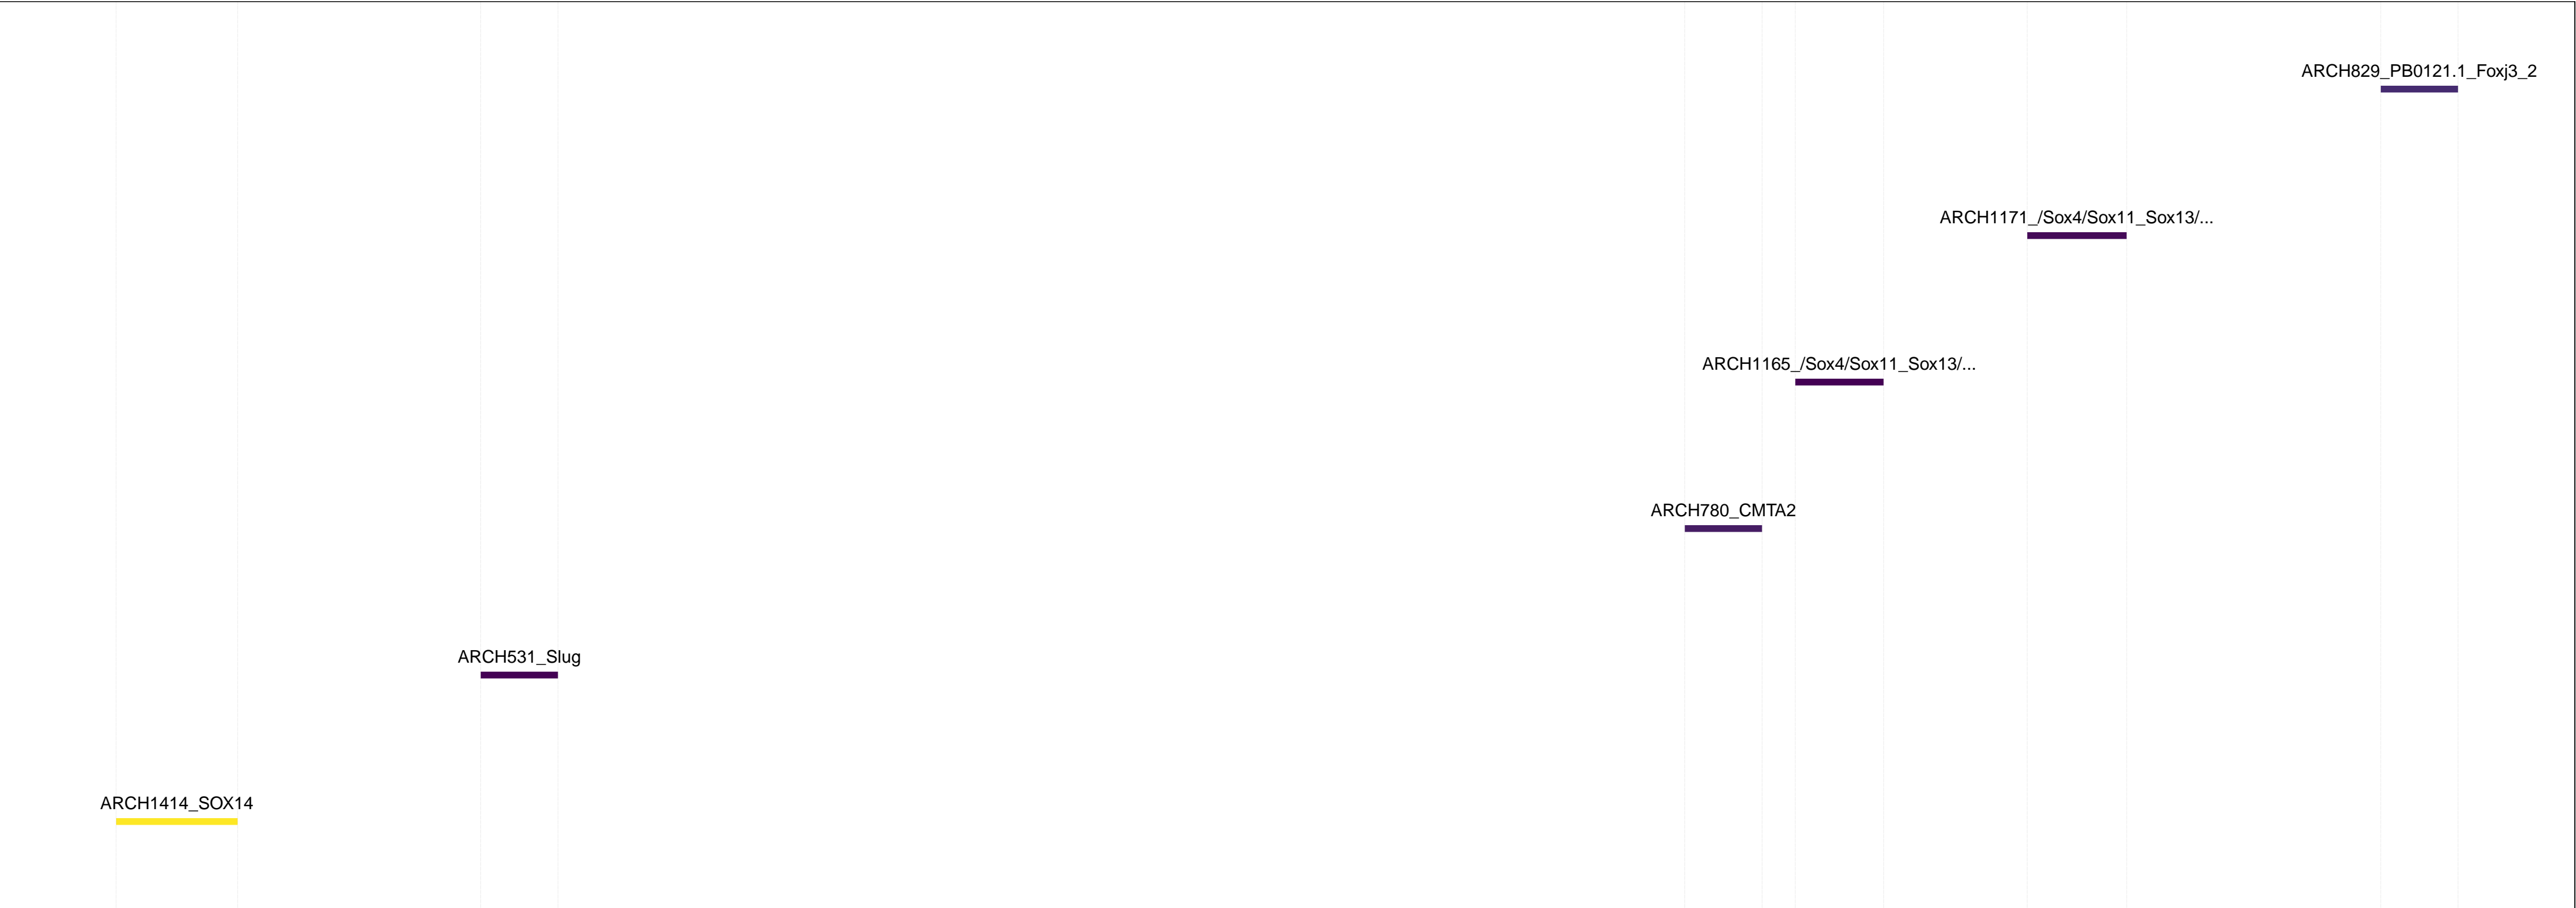 ARCH829_PB0121.1_Foxj3_2
ARCH1171_/Sox4/Sox11_Sox13/...
ARCH1165_/Sox4/Sox11_Sox13/...
ARCH780_CMTA2
ARCH531_Slug
ARCH1414_SOX14